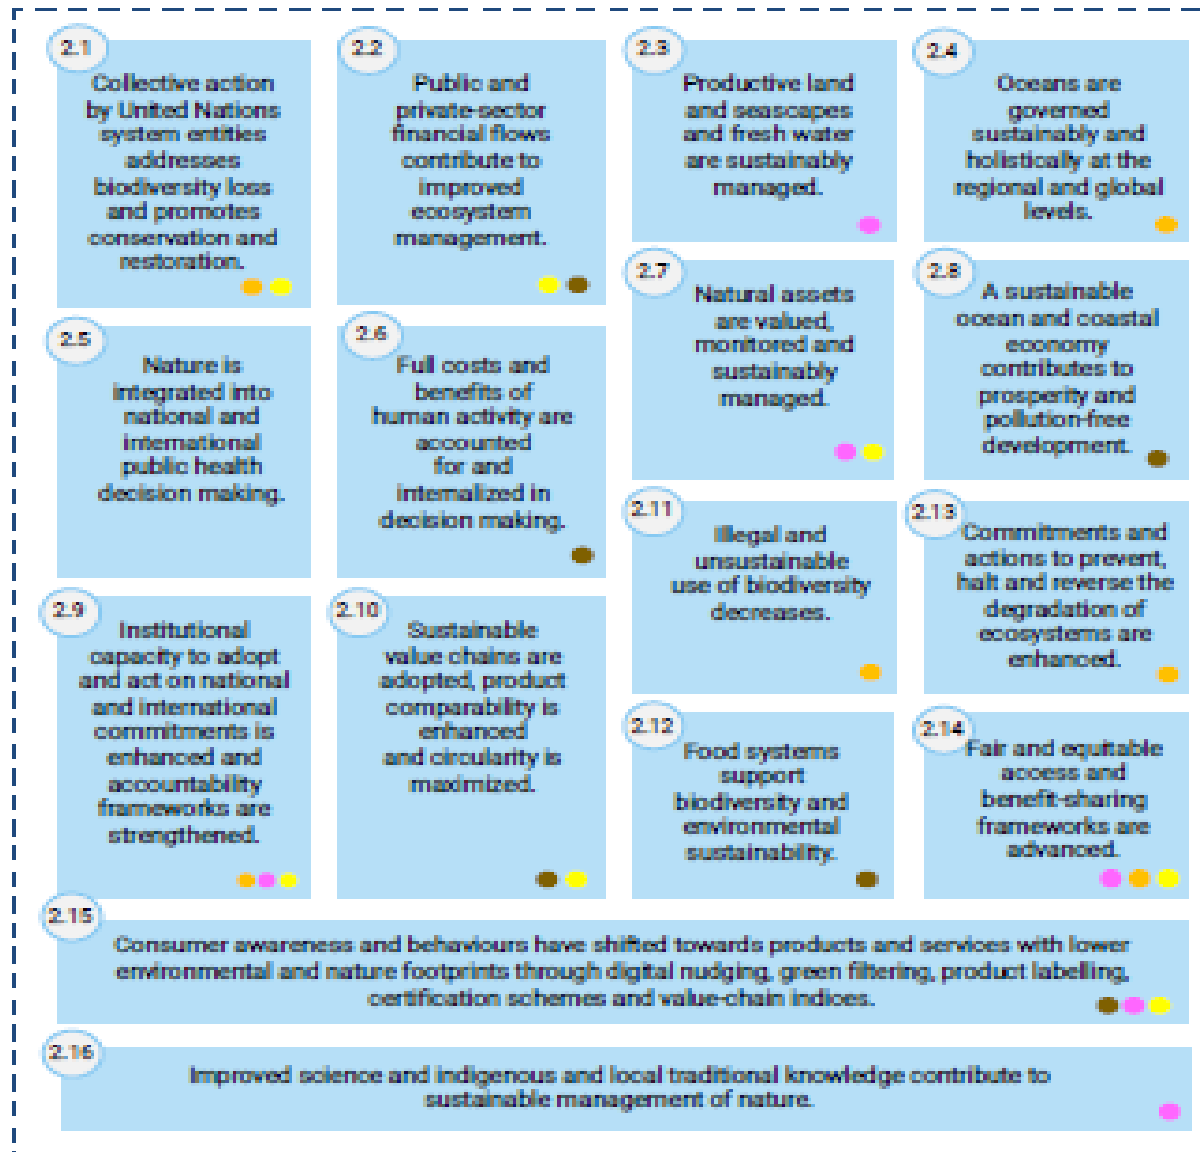 2.1
Collective action
by United Nations
system entities
addresses
biodiversity loss
and promotes
conservation and
restoration.
2.2
Public and
private-sector
financial flows
contribute to
improved
ecosystem
management.
2.3
Productive land
and seascapes
and fresh water
are sustainably
managed.
2.4
Oceans are
governed
sustainably and
holistically at the
regional and global
levels.
2.5
Nature is
integrated into
national and
international
public health
decision making.
2.6
Full costs and
benefits of
human activity are
accounted
for and
internalized in
decision making.
2.7
Natural assets
are valued,
monitored and
sustainably
managed.
2.8
A sustainable
ocean and coastal
economy
contributes to
prosperity and
pollution-free
development.
2.9
Institutional
capacity to adopt
and act on national
and international
commitments is
enhanced and
accountability
frameworks are
strengthened.
2.10
Sustainable
value chains are
adopted, product
comparability is
enhanced
and circularity is
maximized.
2.11
Illegal and
unsustainable
use of biodiversity
decreases.
2.13
Commitments and
actions to prevent,
halt and reverse the
degradation of
ecosystems are
enhanced.
2.12
Food systems
support
biodiversity and
environmental
sustainability.
2.14
Fair and equitable
access and
benefit-sharing
frameworks are
advanced.
2.15
Consumer awareness and behaviours have shifted towards products and services with lower
environmental and nature footprints through digital nudging, green filtering, product labelling,
certification schemes and value-chain indices.
2.16
Improved science and indigenous and local traditional knowledge contribute to
sustainable management of nature.